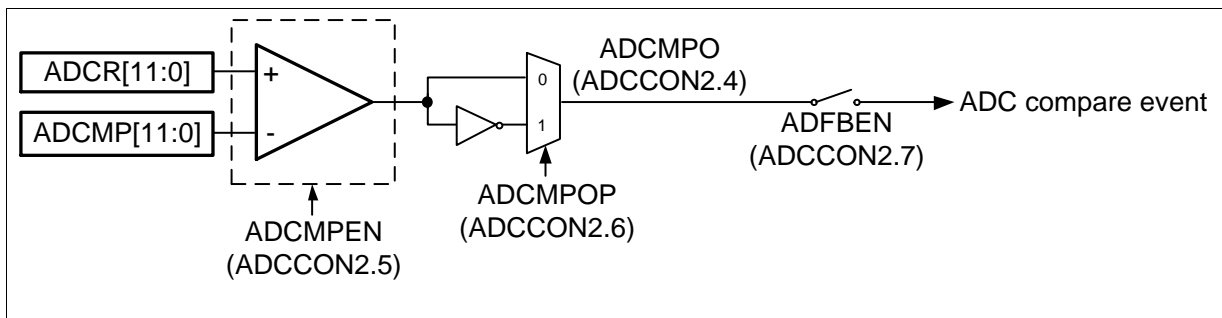 ADCR[11:0]
ADCMP[11:0]
+
-
ADCMPEN
(ADCCON2.5)
0
1
ADCMPOP
(ADCCON2.6)
ADCMPO
(ADCCON2.4)
ADFBEN
(ADCCON2.7)
ADC compare event